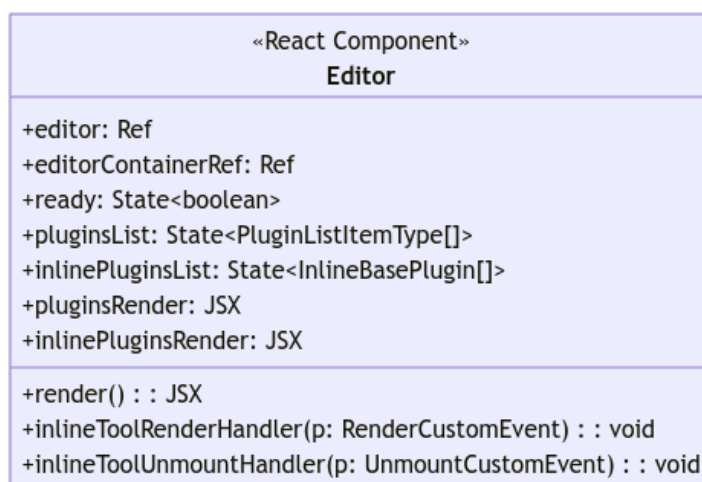 «React Component»
Editor
+editor: Ref
+editorContainerRef: Ref
+ready: State<boolean>
+pluginsList: State<PluginListItemType[]>
+inlinePluginsList: State<InlineBasePlugin[]>
+pluginsRender: JSX
+inlinePluginsRender: JSX
+render() : : JSX
+inlineToolRenderHandler(p: RenderCustomEvent) : : void
+inlineToolUnmountHandler(p: UnmountCustomEvent) : : void